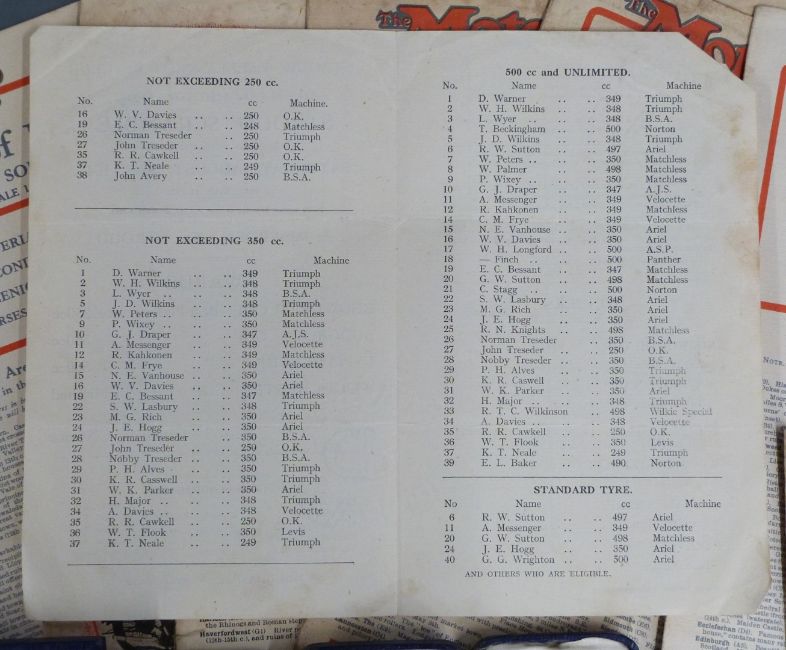 NOT EXCEEDING 250 cc.
No. Name cc Machine.
16 W. V. Davies .. .. 250 O.K.
19 E. C. Bessant .. .. 248 Matchless
26 Norman Treseder .. 250 Triumph
27 John Treseder .. .. 250 O.K.
35 R. R. Cawkell .. .. 250 O.K.
37 K. T. Neale .. .. 249 Triumph
38 John Avery .. .. 250 B.S.A.
NOT EXCEEDING 350 cc.
No. Name cc Machine
1 D. Warner .. .. 349 Triumph
2 W. H. Wilkins .. .. 348 Triumph
3 L. Wyer .. .. .. 348 B.S.A.
5 J. D. Wilkins .. .. 348 Triumph
7 W. Peters .. .. .. 350 Matchless
9 P. Wixey .. .. .. 350 Matchless
10 G. J. Draper .. .. 347 A.J.S.
11 A. Messenger .. .. 349 Velocette
12 R. Kahkonen .. .. 349 Matchless
14 C. M. Frye .. .. 349 Velocette
15 N. E. Vanhouse .. .. 350 Ariel
16 W. V. Davies .. .. 350 Ariel
19 E. C. Bessant .. .. 347 Matchless
22 S. W. Lasbury .. .. 348 Triumph
23 M. G. Rich .. .. 350 Ariel
24 J. E. Hogg .. .. 350 Ariel
26 Norman Treseder .. 350 B.S.A.
27 John Treseder .. .. 250 O.K.
28 Nobby Treseder .. .. 350 B.S.A.
29 P. H. Alves .. .. 350 Triumph
30 K. R. Casswell .. .. 350 Triumph
31 W. K. Parker .. .. 350 Ariel
32 H. Major .. .. .. 348 Triumph
34 A. Davies .. .. .. 348 Velocette
35 R. R. Cawkell .. .. 250 O.K.
36 W. T. Flook .. .. 350 Levis
37 K. T. Neale .. .. 249 Triumph
500 cc and UNLIMITED.
No. Name cc Machine
1 D. Warner .. .. 349 Triumph
2 W. H. Wilkins .. .. 348 Triumph
3 L. Wyer .. .. 348 B.S.A.
4 T. Beckingham .. .. 500 Norton
5 J. D. Wilkins .. .. 348 Triumph
6 R. W. Sutton .. .. 497 Ariel
7 W. Peters .. .. .. 350 Matchless
8 W. Palmer .. .. 498 Matchless
9 P. Wixey .. .. .. 350 Matchless
10 G. J. Draper .. .. 347 A.J.S.
11 A. Messenger .. .. 349 Velocette
12 R. Kahkonen .. .. 349 Matchless
14 C. M. Frye .. .. 349 Velocette
15 N. E. Vanhouse .. .. 350 Ariel
16 W. V. Davies .. .. 350 Ariel
17 W. H. Longford .. .. 500 A.S.P.
18 — Finch .. .. .. 500 Panther
19 E. C. Bessant .. .. 347 Matchless
20 G. W. Sutton .. .. 498 Matchless
21 C. Stagg .. .. .. 500 Norton
22 S. W. Lasbury .. .. 348 Ariel
23 M. G. Rich .. .. 350 Ariel
24 J. E. Hogg .. .. 350 Ariel
25 R. N. Knights .. .. 498 Matchless
26 Norman Treseder .. 350 B.S.A.
27 John Treseder .. .. 250 O.K.
28 Nobby Treseder .. .. 350 B.S.A.
29 P. H. Alves .. .. 350 Triumph
30 K. R. Caswell .. .. 350 Triumph
31 W. K. Parker .. .. 350 Ariel
32 H. Major .. .. .. 348 Triumph
33 R. T. C. Wilkinson .. 498 Wilkie Special
34 A. Davies .. .. .. 348 Velocette
35 R. R. Cawkell .. .. 250 O.K.
36 W. T. Flook .. .. 350 Levis
37 K. T. Neale .. .. 249 Triumph
39 E. L. Baker .. .. 490 Norton
STANDARD TYRE.
No Name cc Machine
6 R. W. Sutton .. .. 497 Ariel
11 A. Messenger .. .. 349 Velocette
20 G. W. Sutton .. .. 498 Matchless
24 J. E. Hogg .. .. 350 Ariel
40 G. G. Wrighton .. .. 500 Ariel
AND OTHERS WHO ARE ELIGIBLE.
The
The
the Rhinogs and Roman step
Haverfordwest (G1) River